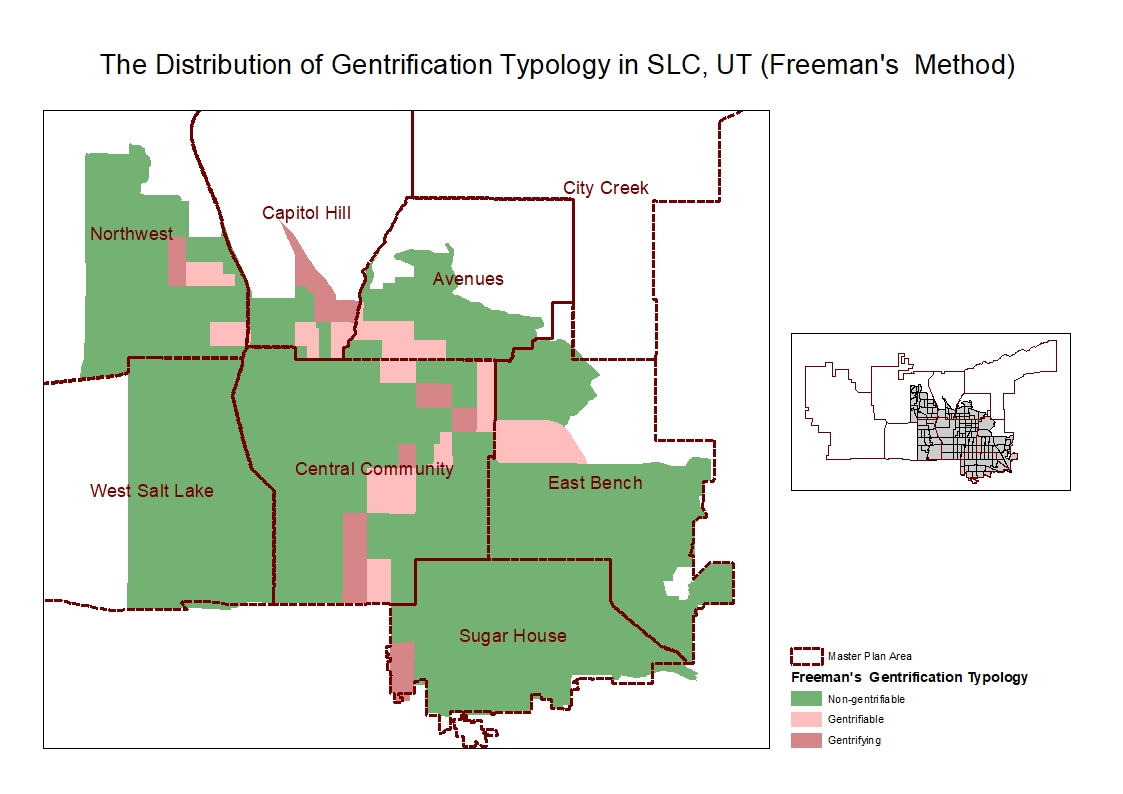 The Distribution of Gentrification Typology in SLC, UT (Freeman's  Method)
City Creek
Capitol Hill
Northwest
Avenues
Central Community
East Bench
West Salt Lake
Sugar House
Master Plan Area
Freeman's  Gentrification Typology
Non-gentrifiable
Gentrifiable
Gentrifying